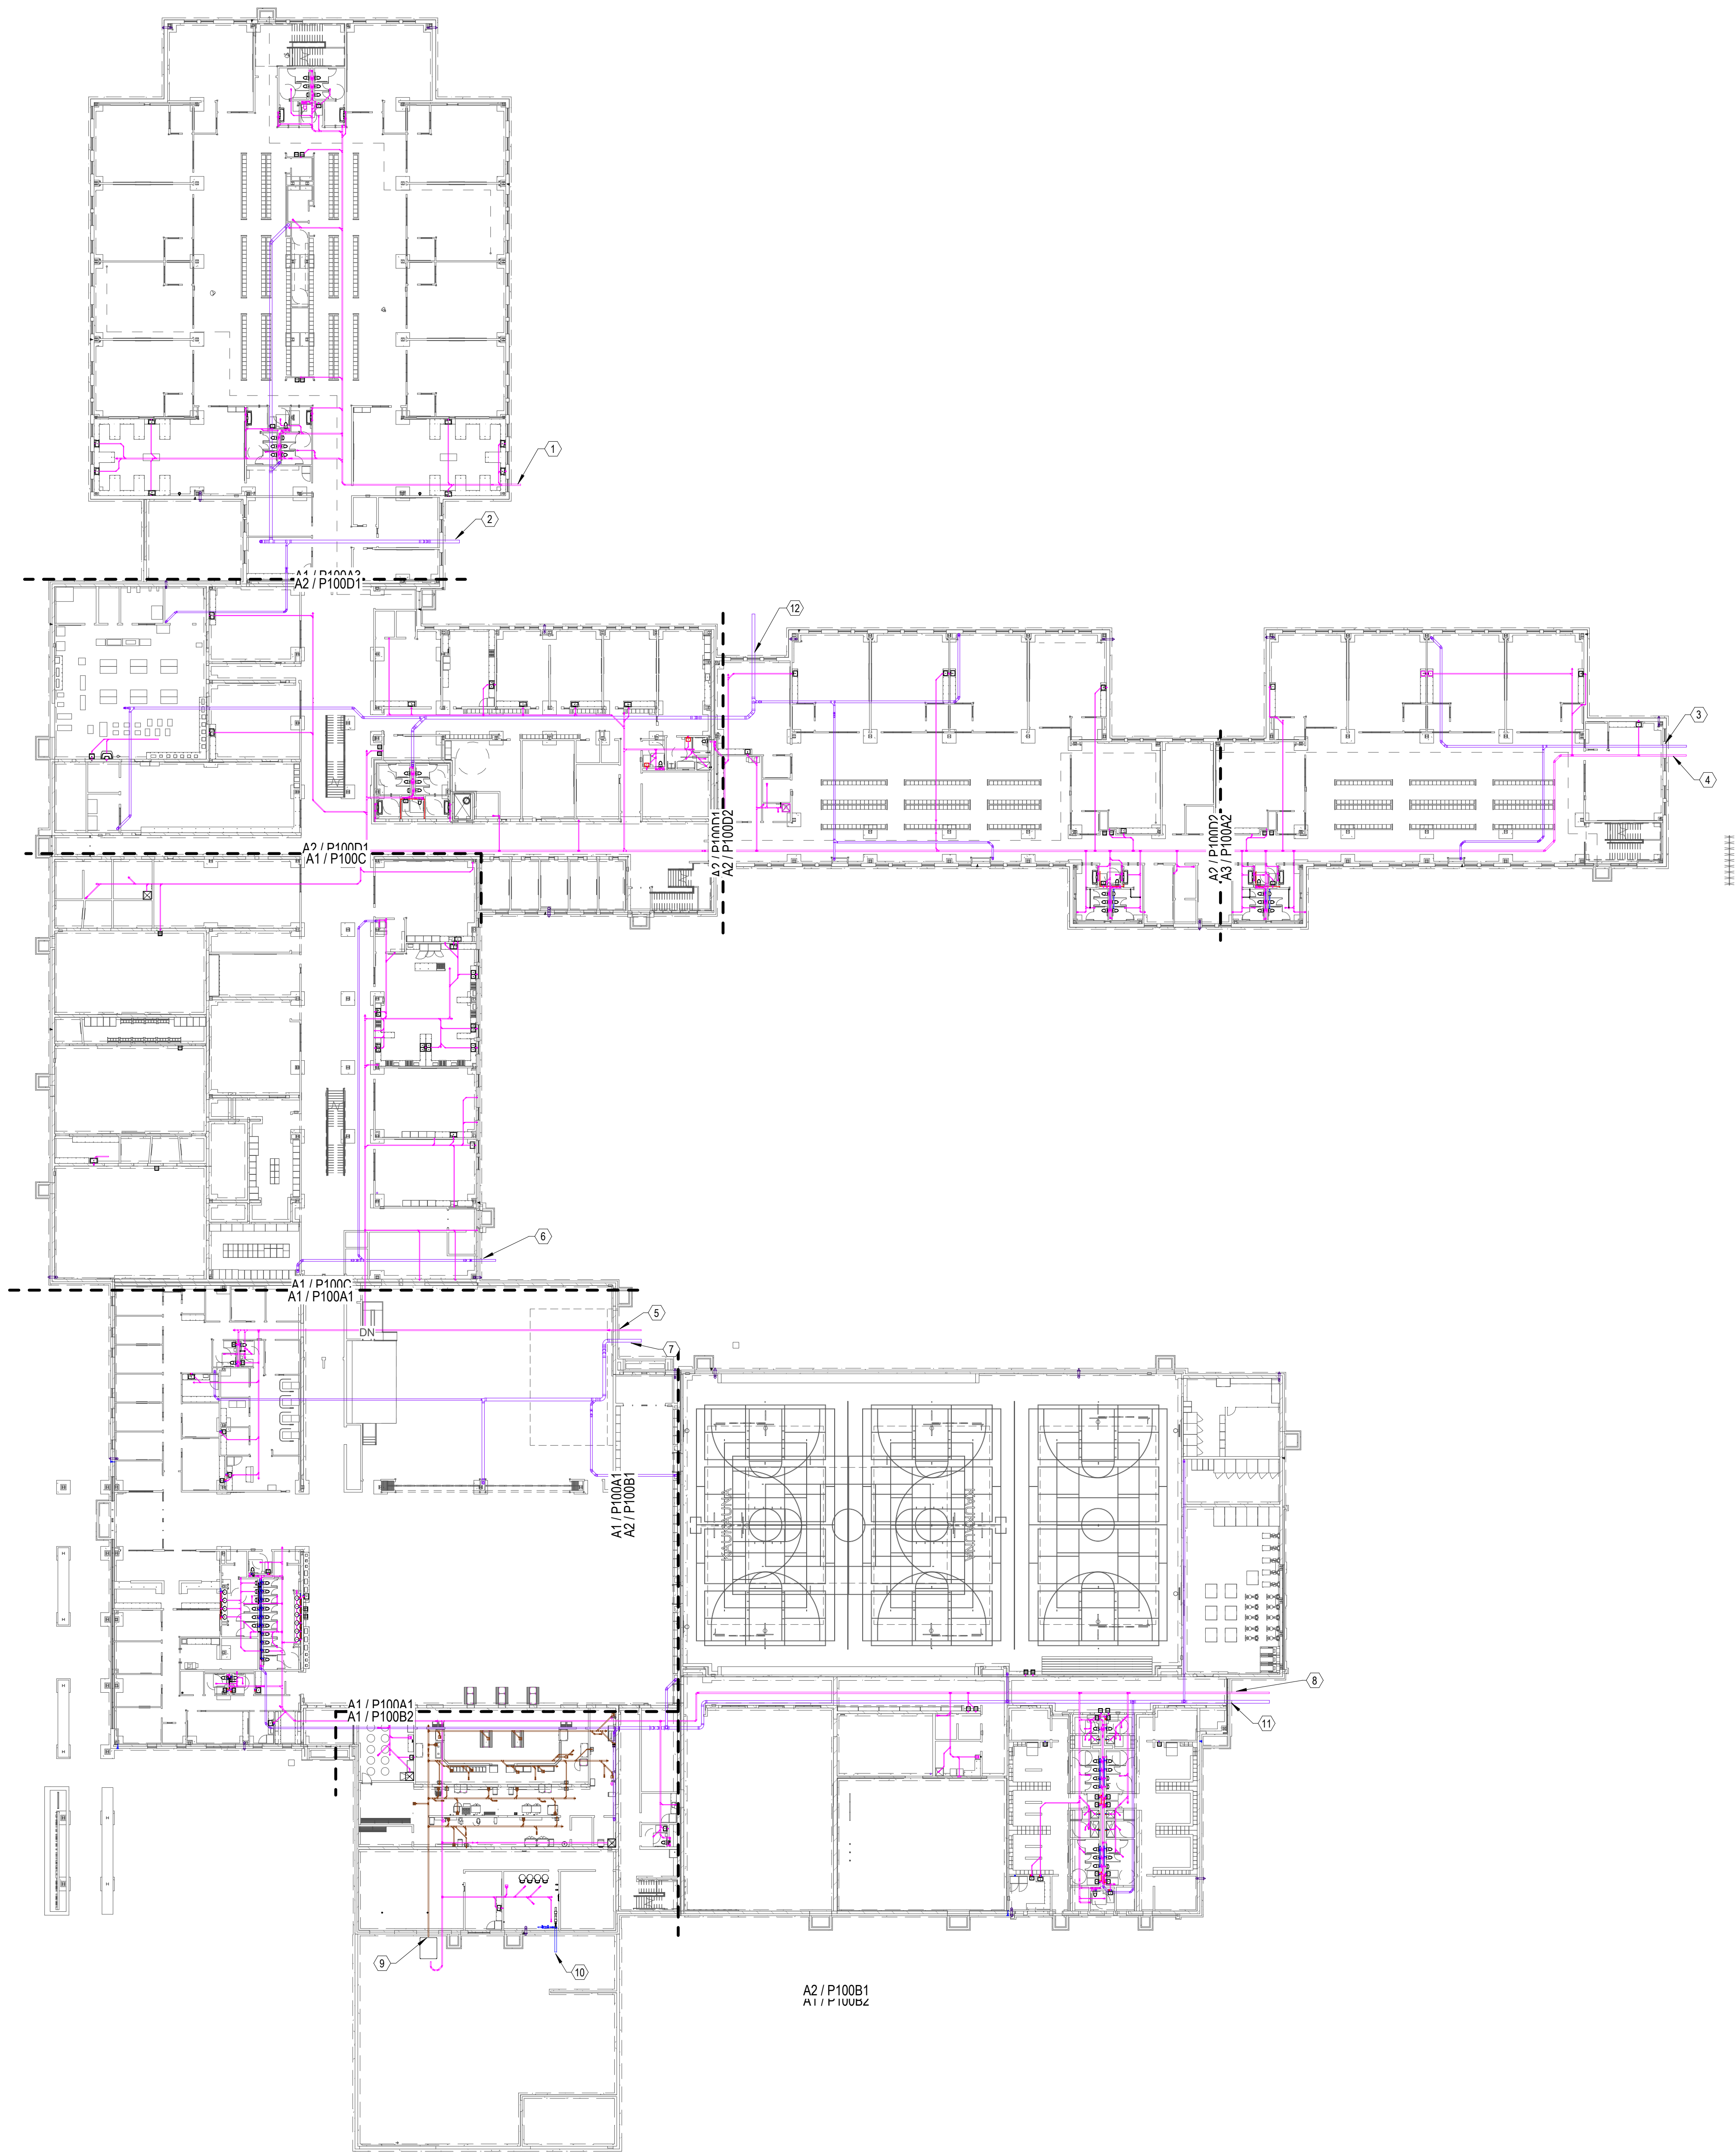 1
2
A1 / P100A3
A2 / P100D1
12
3
4
A2 / P100D1
A2 / P100D2
A2 / P100D2
A3 / P100A2
A2 / P100D1
A1 / P100C
6
A1 / P100C
A1 / P100A1
5
DN
7
A1 / P100A1
A2 / P100B1
8
A1 / P100A1
A1 / P100B2
11
9
10
A2 / P100B1
A1 / P100B2